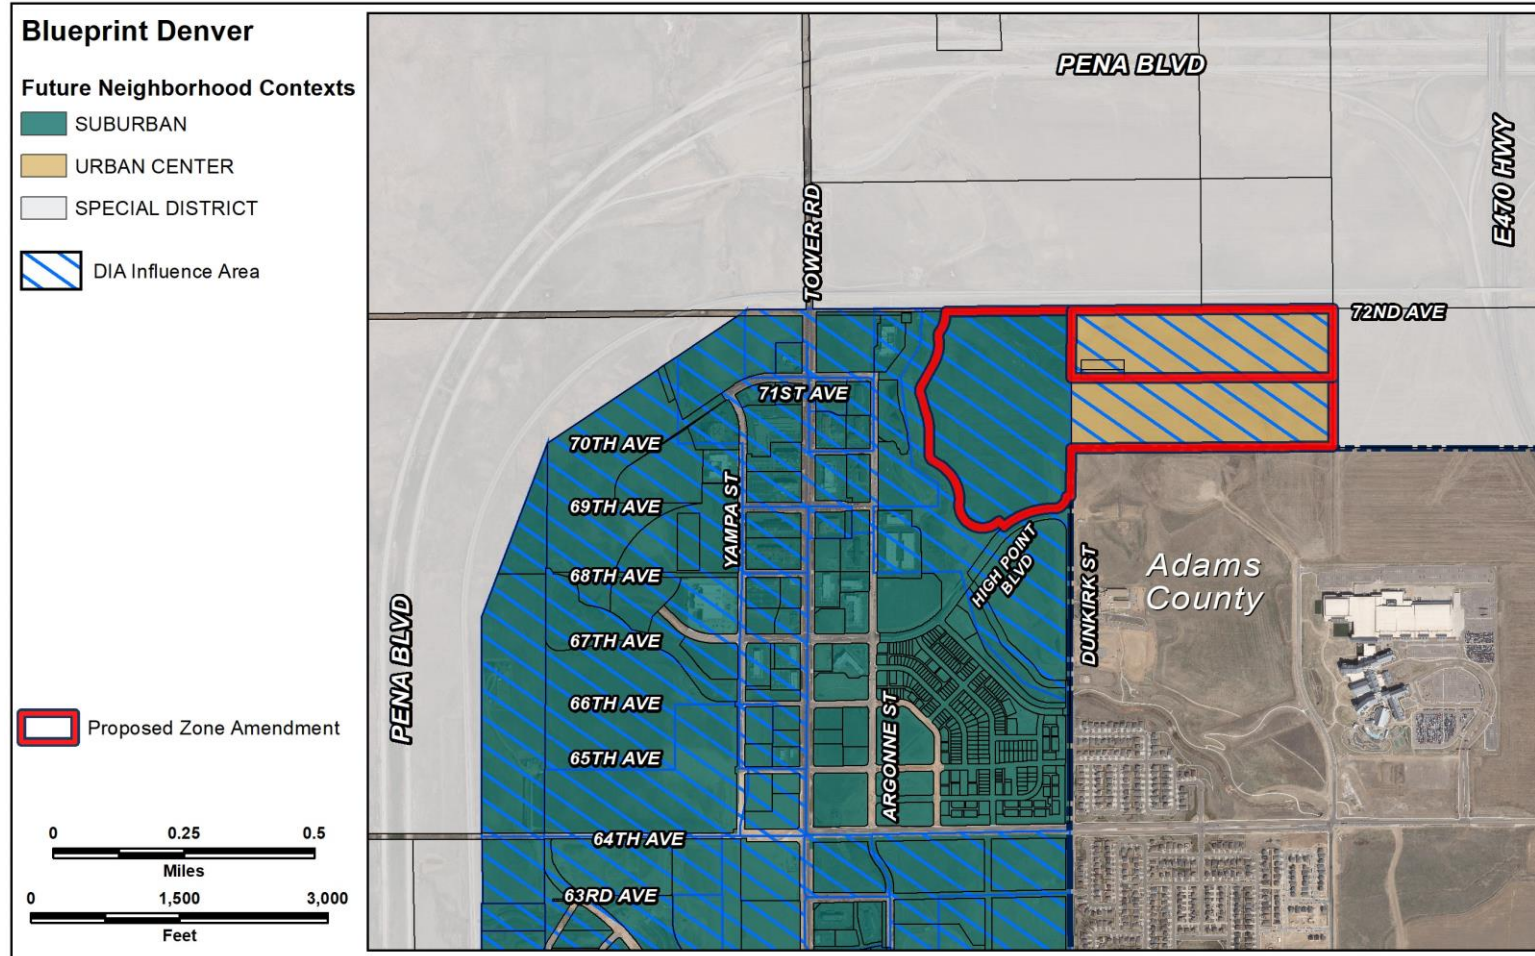 Blueprint Denver
Future Neighborhood Contexts
SUBURBAN
URBAN CENTER
SPECIAL DISTRICT
DIA Influence Area
Proposed Zone Amendment
0 0.25 0.5
Miles
0 1,500 3,000
Feet
PENA BLVD
E470 HWY
TOWER RD
72ND AVE
71ST AVE
70TH AVE
YAMPA ST
69TH AVE
HIGH POINT
BLVD
DUNKIRK ST
Adams
County
68TH AVE
PENA BLVD
67TH AVE
66TH AVE
ARGONNE ST
65TH AVE
64TH AVE
63RD AVE